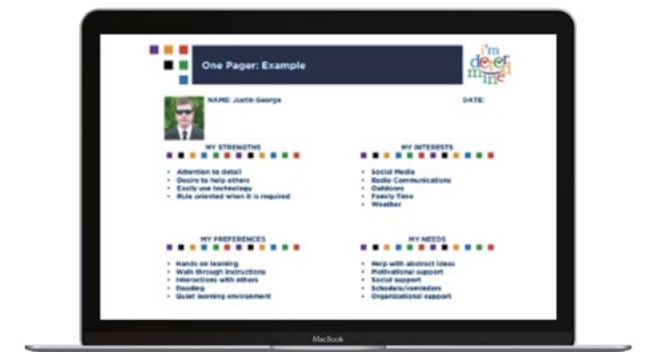 One Pager: Example
i'm
deter
mine
NAME: Justin George
DATE:
MY STRENGTHS
• Attention to detail
• Desire to help others
• Easily use technology
• Rule oriented when it is required
MY INTERESTS
• Social Media
• Radio Communications
• Outdoors
• Family Time
• Weather
MY PREFERENCES
• Hands on learning
• Walk through instructions
• Interactions with others
• Reading
• Quiet learning environment
MY NEEDS
• Help with abstract ideas
• Motivational support
• Social support
• Schedule/reminders
• Organizational support
MacBook